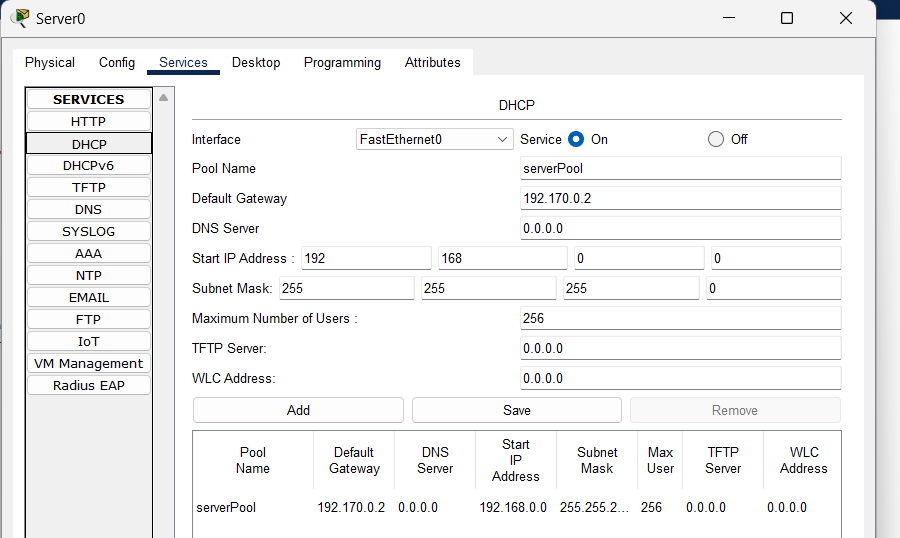 Server0
Physical Config Services Desktop Programming Attributes
SERVICES
HTTP
DHCP
DHCPv6
TFTP
DNS
SYSLOG
AAA
NTP
EMAIL
FTP
IoT
VM Management
Radius EAP
DHCP
Interface FastEthernet0 Service On Off
Pool Name serverPool
Default Gateway 192.170.0.2
DNS Server 0.0.0.0
Start IP Address : 192 168 0 0
Subnet Mask: 255 255 255 0
Maximum Number of Users : 256
TFTP Server: 0.0.0.0
WLC Address: 0.0.0.0
Add Save Remove
Pool Name Default Gateway DNS Server Start IP Address Subnet Mask Max User TFTP Server WLC Address
serverPool 192.170.0.2 0.0.0.0 192.168.0.0 255.255.2... 256 0.0.0.0 0.0.0.0